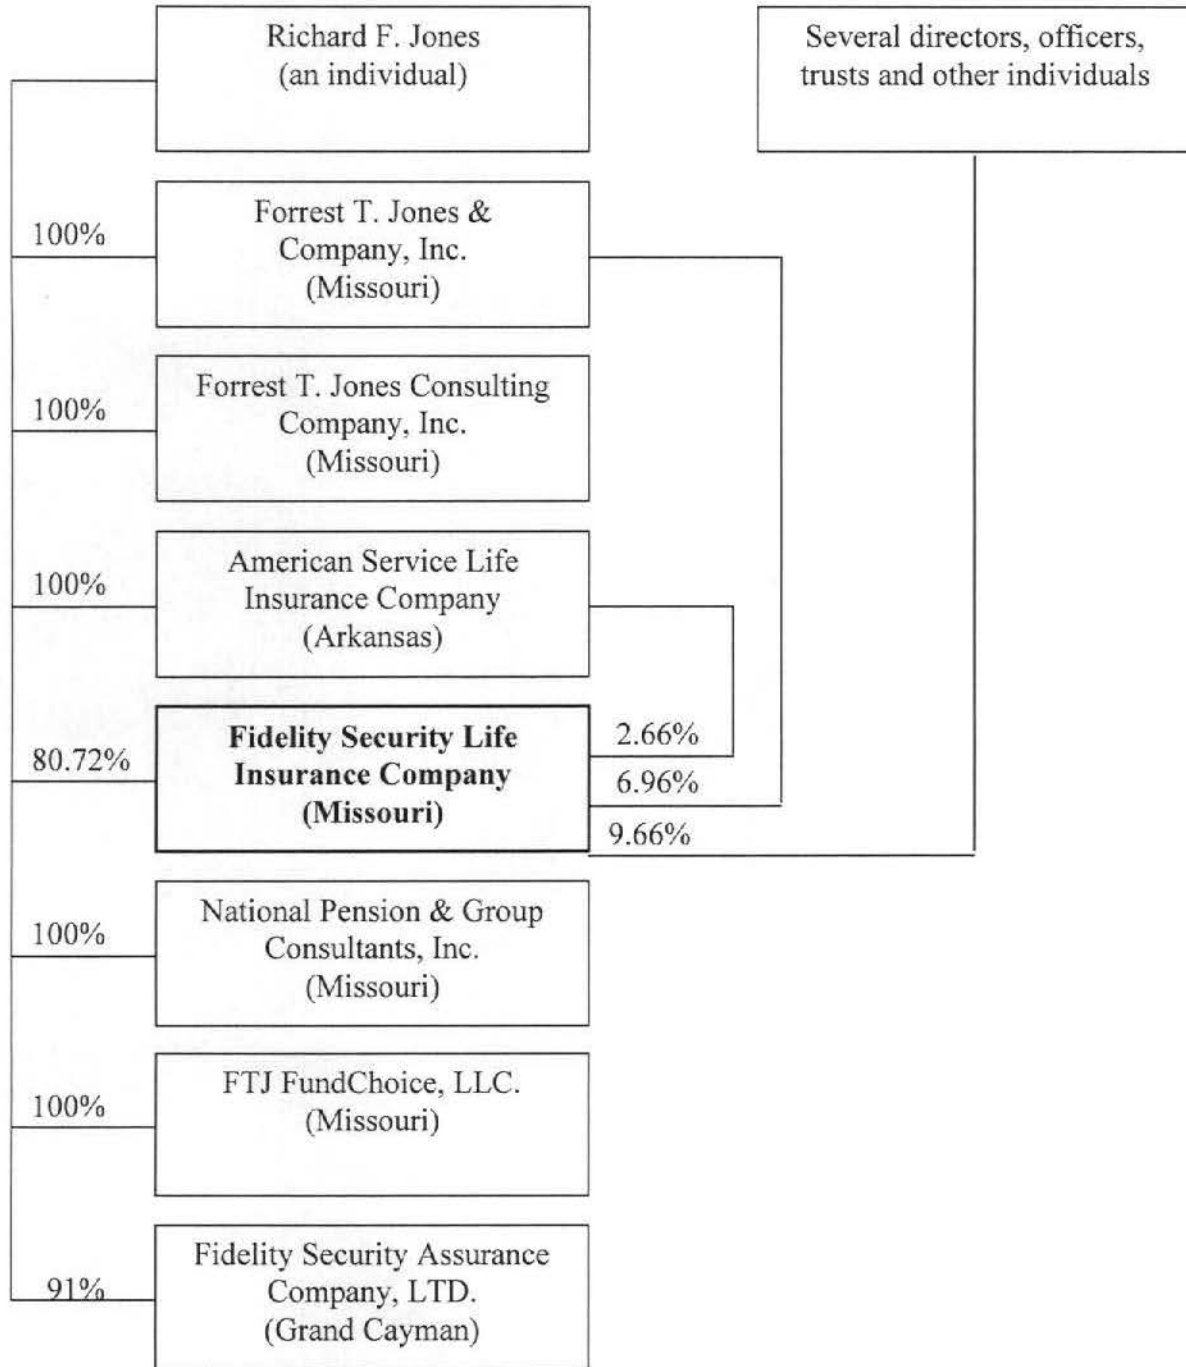 Richard F. Jones
(an individual)
Several directors, officers,
trusts and other individuals
100%
Forrest T. Jones &
Company, Inc.
(Missouri)
100%
Forrest T. Jones Consulting
Company, Inc.
(Missouri)
100%
American Service Life
Insurance Company
(Arkansas)
80.72%
Fidelity Security Life
Insurance Company
(Missouri)
2.66%
6.96%
9.66%
100%
National Pension & Group
Consultants, Inc.
(Missouri)
100%
FTJ FundChoice, LLC.
(Missouri)
91%
Fidelity Security Assurance
Company, LTD.
(Grand Cayman)